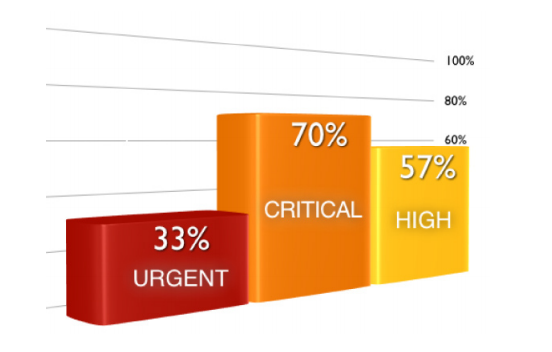 100%
80%
60%
70%
57%
CRITICAL
HIGH
33%
URGENT